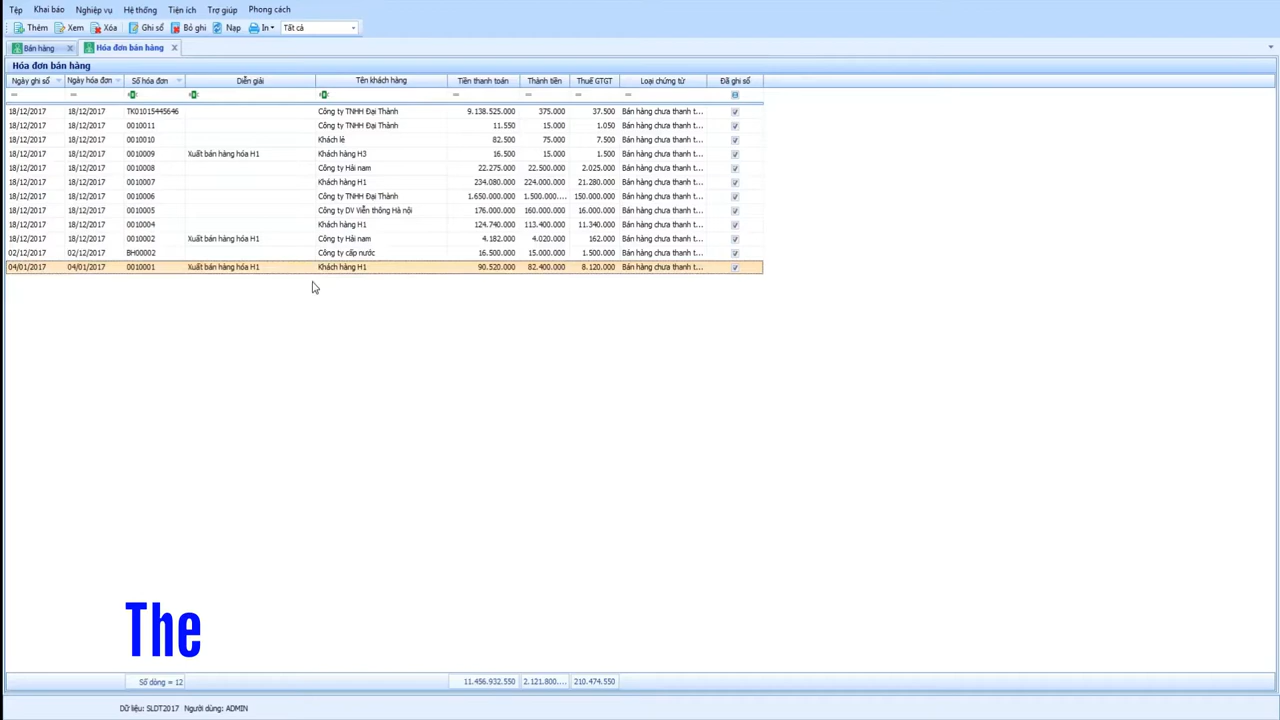 Tệp Khai báo Nghiệp vụ Hệ thống Tiện ích Trợ giúp Phong cách
Thêm Xem Xóa Ghi sổ Bỏ ghi Nạp In Tất cả
Bán hàng Hóa đơn bán hàng
Hóa đơn bán hàng
Ngày ghi sổ Ngày hóa đơn Số hóa đơn Diễn giải Tên khách hàng Tiền thanh toán Thành tiền Thuế GTGT Loại chứng từ Đã ghi sổ
18/12/2017 18/12/2017 TK01015445646 Công ty TNHH Đại Thành 9.138.525.000 375.000 37.500 Bán hàng chưa thanh t...
18/12/2017 18/12/2017 0010011 Công ty TNHH Đại Thành 11.550 15.000 1.050 Bán hàng chưa thanh t...
18/12/2017 18/12/2017 0010010 Khách lẻ 82.500 75.000 7.500 Bán hàng chưa thanh t...
18/12/2017 18/12/2017 0010009 Xuất bán hàng hóa H1 Khách hàng H3 16.500 15.000 1.500 Bán hàng chưa thanh t...
18/12/2017 18/12/2017 0010008 Công ty Hải nam 22.275.000 22.500.000 2.025.000 Bán hàng chưa thanh t...
18/12/2017 18/12/2017 0010007 Khách hàng H1 234.080.000 224.000.000 21.280.000 Bán hàng chưa thanh t...
18/12/2017 18/12/2017 0010006 Công ty TNHH Đại Thành 1.650.000.000 1.500.000.... 150.000.000 Bán hàng chưa thanh t...
18/12/2017 18/12/2017 0010005 Công ty DV Viễn thông Hà nội 176.000.000 160.000.000 16.000.000 Bán hàng chưa thanh t...
18/12/2017 18/12/2017 0010004 Khách hàng H1 124.740.000 113.400.000 11.340.000 Bán hàng chưa thanh t...
18/12/2017 18/12/2017 0010002 Xuất bán hàng hóa H1 Công ty Hải nam 4.182.000 4.020.000 162.000 Bán hàng chưa thanh t...
02/12/2017 02/12/2017 BH00002 Công ty cấp nước 16.500.000 15.000.000 1.500.000 Bán hàng chưa thanh t...
04/01/2017 04/01/2017 0010001 Xuất bán hàng hóa H1 Khách hàng H1 90.520.000 82.400.000 8.120.000 Bán hàng chưa thanh t...
The
Số dòng = 12 11.456.932.550 2.121.800.... 210.474.550
Dữ liệu: SLDT2017 Người dùng: ADMIN